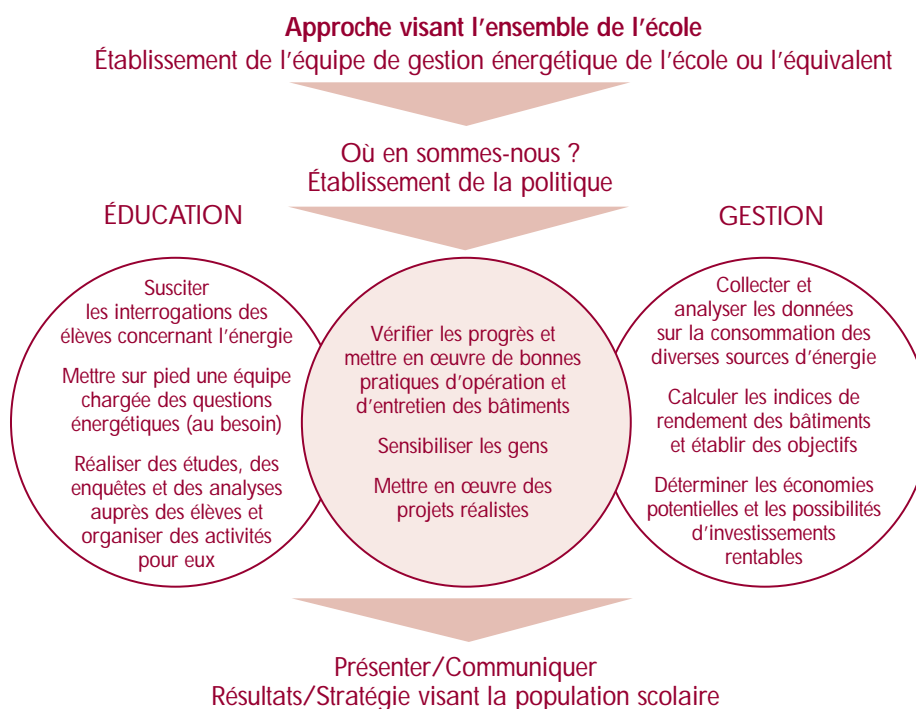 Approche visant l'ensemble de l'école
Établissement de l'équipe de gestion énergétique de l'école ou l'équivalent
Où en sommes-nous ?
Établissement de la politique
ÉDUCATION
Susciter
les interrogations des
élèves concernant l'énergie
Mettre sur pied une équipe
chargée des questions
énergétiques (au besoin)
Réaliser des études, des
enquêtes et des analyses
auprès des élèves et
organiser des activités
pour eux
Vérifier les progrès et
mettre en œuvre de bonnes
pratiques d'opération et
d'entretien des bâtiments
Sensibiliser les gens
Mettre en œuvre des
projets réalistes
GESTION
Collecter et
analyser les données
sur la consommation des
diverses sources d'énergie
Calculer les indices de
rendement des bâtiments
et établir des objectifs
Déterminer les économies
potentielles et les possibilités
d'investissements
rentables
Présenter/Communiquer
Résultats/Stratégie visant la population scolaire